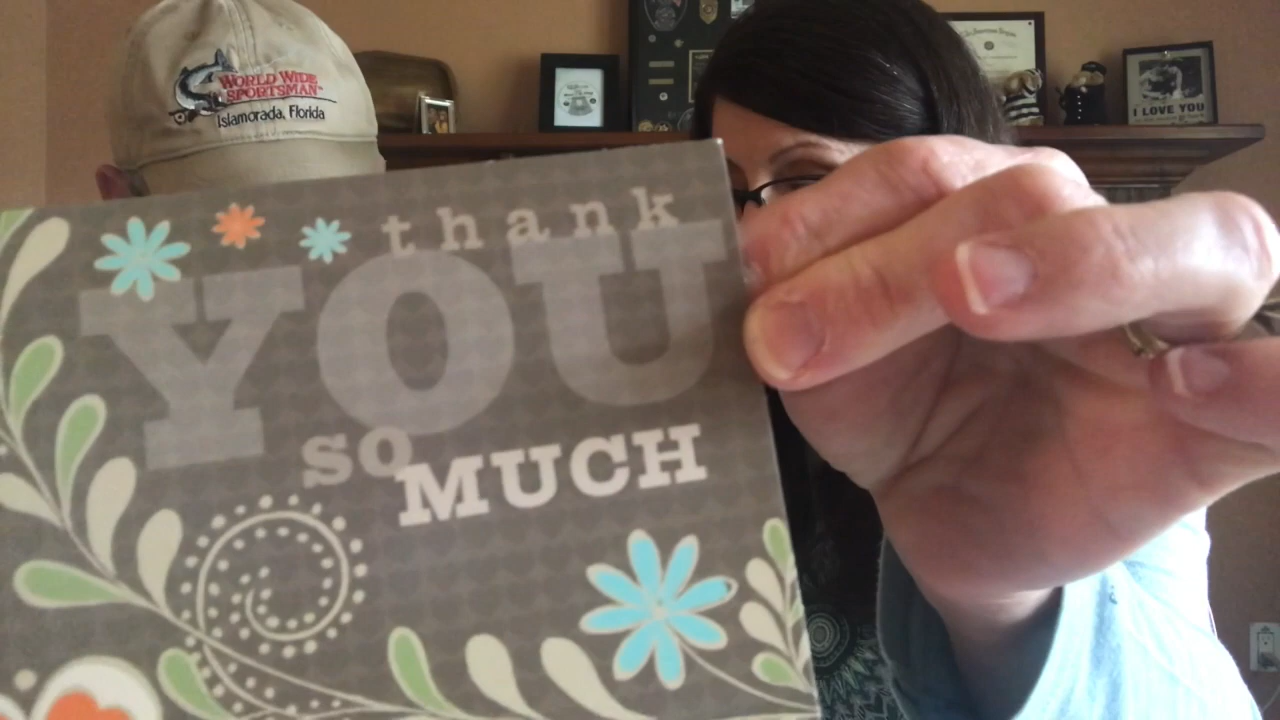 WORLD WIDE
SPORTSMAN
Islamorada, Florida
I LOVE YOU
thank
YOU
so
MUCH